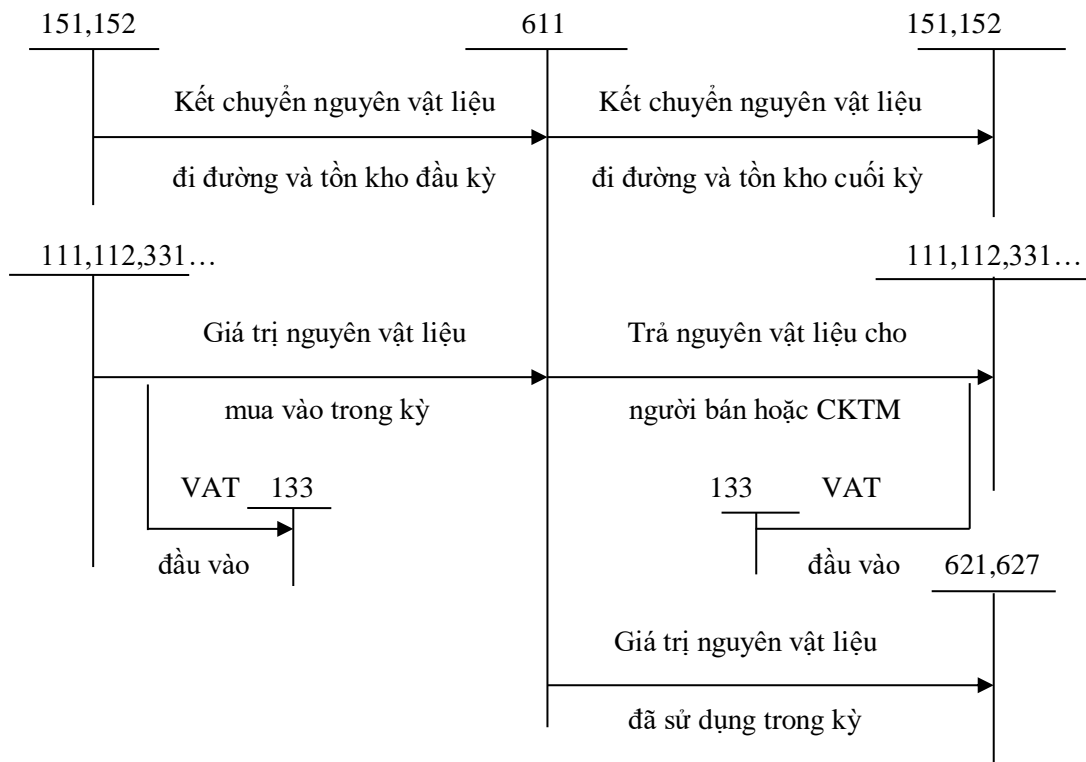 151,152
611
151,152
Kết chuyển nguyên vật liệu
Kết chuyển nguyên vật liệu
đi đường và tồn kho đầu kỳ
đi đường và tồn kho cuối kỳ
111,112,331…
111,112,331…
Giá trị nguyên vật liệu
Trả nguyên vật liệu cho
mua vào trong kỳ
người bán hoặc CKTM
VAT
133
133
VAT
đầu vào
đầu vào
621,627
Giá trị nguyên vật liệu
đã sử dụng trong kỳ